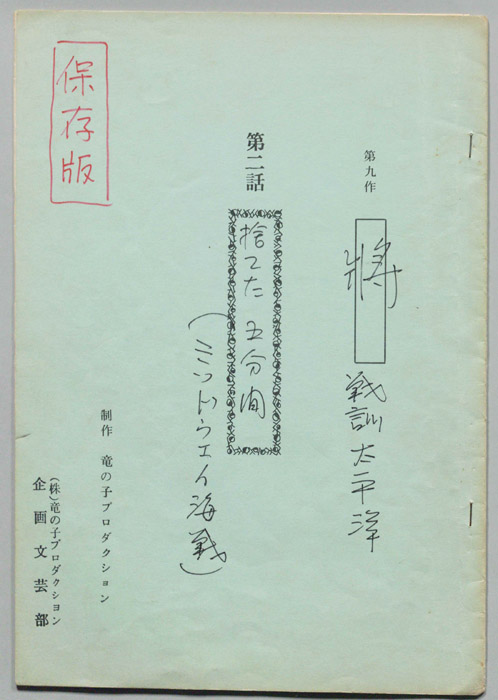 保存版
第九作
將 戦訓太平洋
第二話
捨てた五分間
(ミッドウェイ海戦)
制作 竜の子プロダクション
(株)竜の子プロダクション
企画文芸部